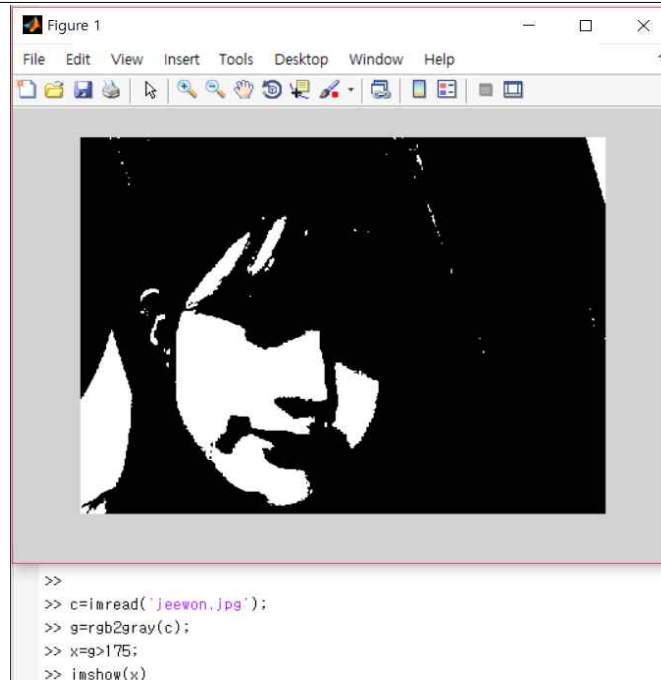 Figure 1
File Edit View Insert Tools Desktop Window Help
>>
>> c=imread('jeewon.jpg');
>> g=rgb2gray(c);
>> x=g>175;
>> imshow(x)